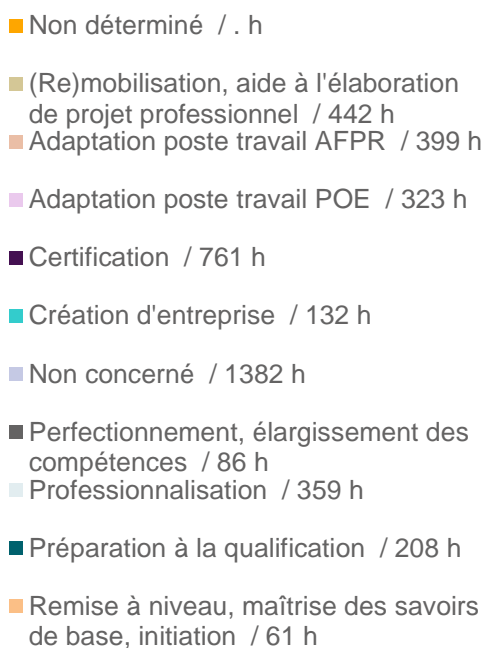 Non déterminé / . h
(Re)mobilisation, aide à l'élaboration
de projet professionnel / 442 h
Adaptation poste travail AFPR / 399 h
Adaptation poste travail POE / 323 h
Certification / 761 h
Création d'entreprise / 132 h
Non concerné / 1382 h
Perfectionnement, élargissement des
compétences / 86 h
Professionnalisation / 359 h
Préparation à la qualification / 208 h
Remise à niveau, maîtrise des savoirs
de base, initiation / 61 h